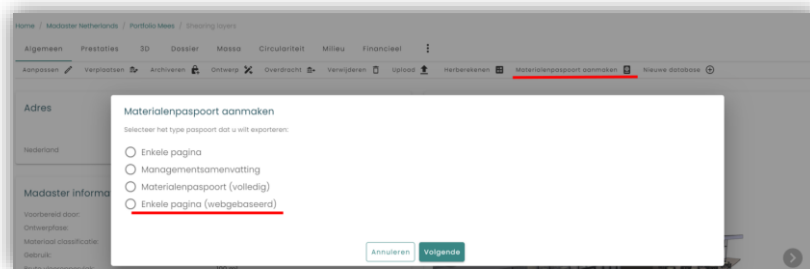 Home / Madaster Netherlands / Portfolio Mees / Shearing layers
Algemeen Prestaties 3D Dossier Massa Circulariteit Milieu Financieel
Aanpassen Verplaatsen Archiveren Ontwerp Overdracht Verwijderen Upload Herberekenen Materialenpaspoort aanmaken Nieuwe database
Adres
Materialenpaspoort aanmaken
Selecteer het type paspoort dat u wilt exporteren:
Nederland
Enkele pagina
Managementsamenvatting
Materialenpaspoort (volledig)
Madaster informa
Enkele pagina (webgebaseerd)
Voorbereid door:
Ontwerpfase:
Materiaal classificatie:
Gebruik:
Annuleren Volgende